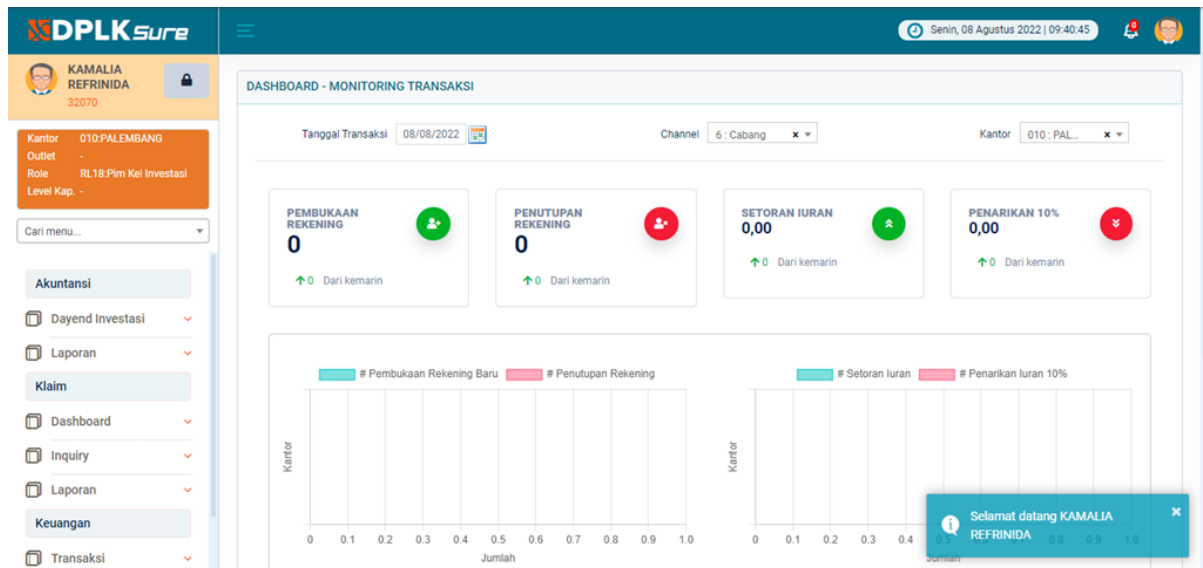 DPLKSure
Senin, 08 Agustus 2022 | 09:40:45
KAMALIA
REFRINIDA
32070
Kantor 010:PALEMBANG
Outlet -
Role RL18:Pim Kel Investasi
Level Kap. -
Cari menu...
Akuntansi
Dayend Investasi
Laporan
Klaim
Dashboard
Inquiry
Laporan
Keuangan
Transaksi
DASHBOARD - MONITORING TRANSAKSI
Tanggal Transaksi 08/08/2022 Channel 6 : Cabang x Kantor 010 : PAL... x
PEMBUKAAN
REKENING
0
0 Dari kemarin
PENUTUPAN
REKENING
0
0 Dari kemarin
SETORAN IURAN
0,00
0 Dari kemarin
PENARIKAN 10%
0,00
0 Dari kemarin
# Pembukaan Rekening Baru # Penutupan Rekening
Kantor
0 0.1 0.2 0.3 0.4 0.5 0.6 0.7 0.8 0.9 1.0
Jumlah
# Setoran Iuran # Penarikan Iuran 10%
Kantor
0 0.1 0.2 0.3 0.4 0.5 0.6 0.7 0.8 0.9 1.0
Jumlah
Selamat datang KAMALIA
REFRINIDA